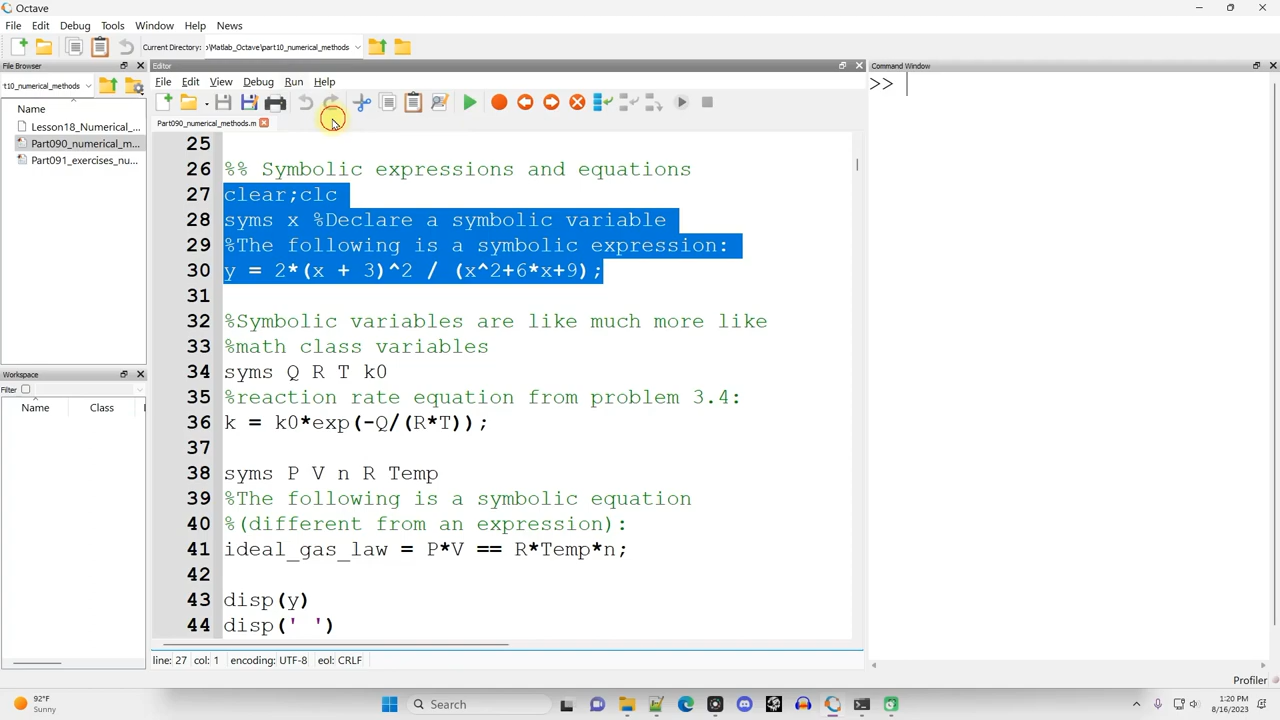 Octave
File Edit Debug Tools Window Help News
Current Directory: o\Matlab_Octave\part10_numerical_methods
File Browser
Editor
Command Window
t10_numerical_methods
File Edit View Debug Run Help
>>
Name
Lesson18_Numerical_...
Part090_numerical_m...
Part091_exercises_nu...
Part090_numerical_methods.m
25
26 %% Symbolic expressions and equations
27 clear;clc
28 syms x %Declare a symbolic variable
29 %The following is a symbolic expression:
30 y = 2*(x + 3)^2 / (x^2+6*x+9);
31
32 %Symbolic variables are like much more like
33 %math class variables
34 syms Q R T k0
35 %reaction rate equation from problem 3.4:
36 k = k0*exp(-Q/(R*T));
37
38 syms P V n R Temp
39 %The following is a symbolic equation
40 %(different from an expression):
41 ideal_gas_law = P*V == R*Temp*n;
42
43 disp(y)
44 disp(' ')
Workspace
Filter
Name Class
line: 27 col: 1 encoding: UTF-8 eol: CRLF
Profiler
92°F
Sunny
Search
1:20 PM
8/16/2023